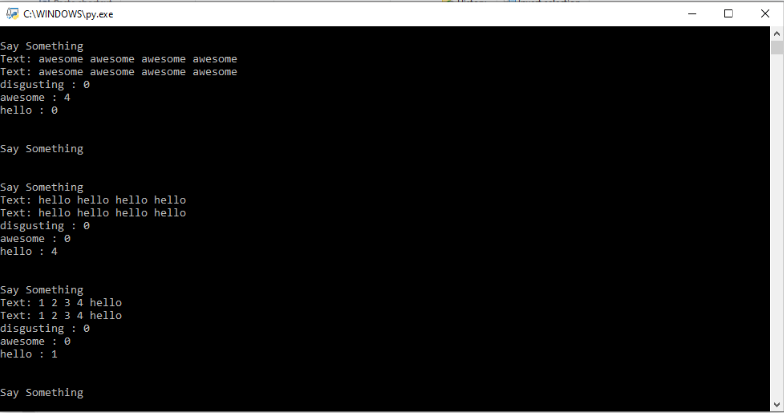 C:\WINDOWS\py.exe
Say Something
Text: awesome awesome awesome awesome
Text: awesome awesome awesome awesome
disgusting : 0
awesome : 4
hello : 0
Say Something
Say Something
Text: hello hello hello hello
Text: hello hello hello hello
disgusting : 0
awesome : 0
hello : 4
Say Something
Text: 1 2 3 4 hello
Text: 1 2 3 4 hello
disgusting : 0
awesome : 0
hello : 1
Say Something